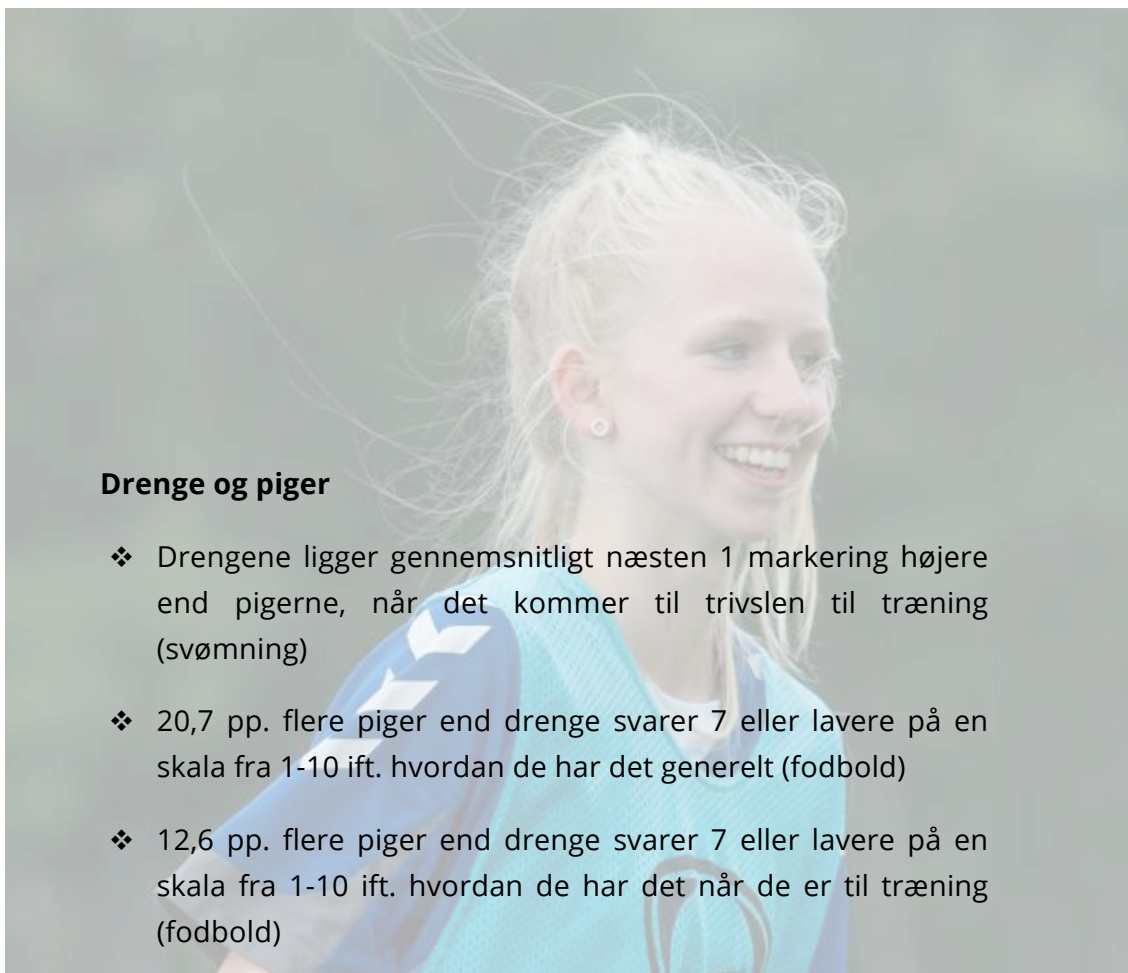 Drenge og piger
❖ Drengene ligger gennemsnitligt næsten 1 markering højere
end pigerne, når det kommer til trivslen til træning
(svømning)
❖ 20,7 pp. flere piger end drenge svarer 7 eller lavere på en
skala fra 1-10 ift. hvordan de har det generelt (fodbold)
❖ 12,6 pp. flere piger end drenge svarer 7 eller lavere på en
skala fra 1-10 ift. hvordan de har det når de er til træning
(fodbold)